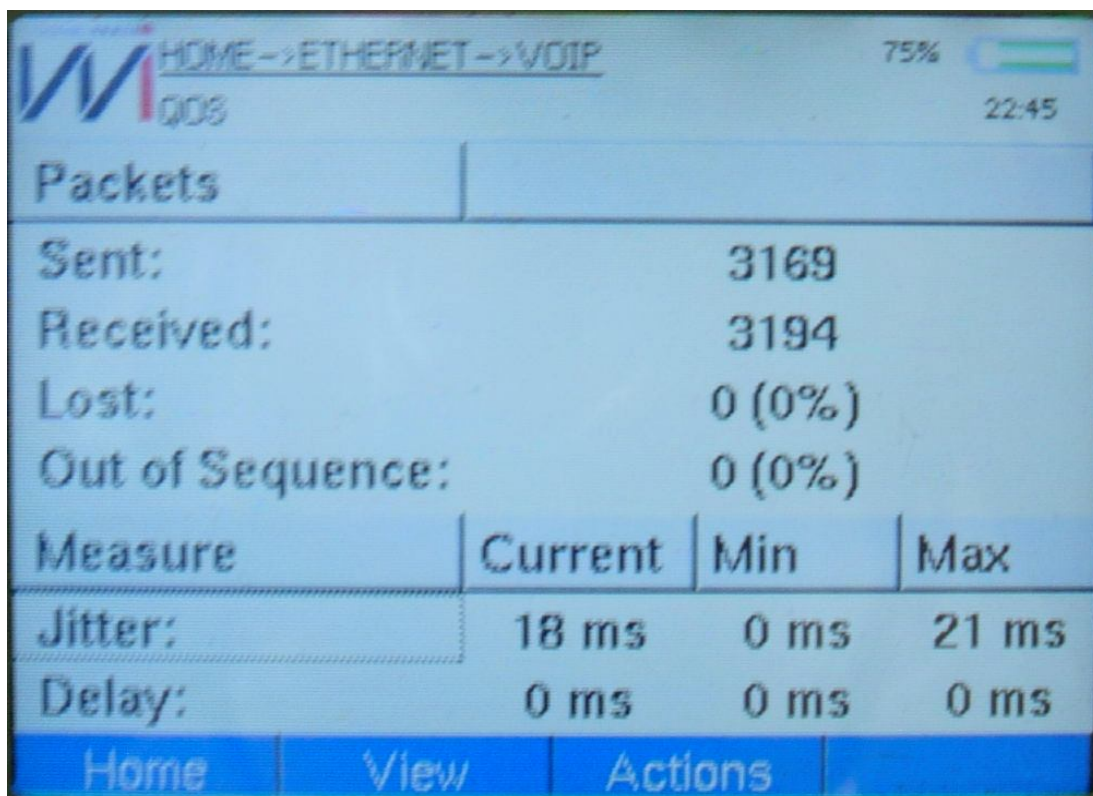 HOME->ETHERNET->VOIP 75%
QOS 22:45
Packets
Sent: 3169
Received: 3194
Lost: 0 (0%)
Out of Sequence: 0 (0%)
Measure Current Min Max
Jitter: 18 ms 0 ms 21 ms
Delay: 0 ms 0 ms 0 ms
Home View Actions